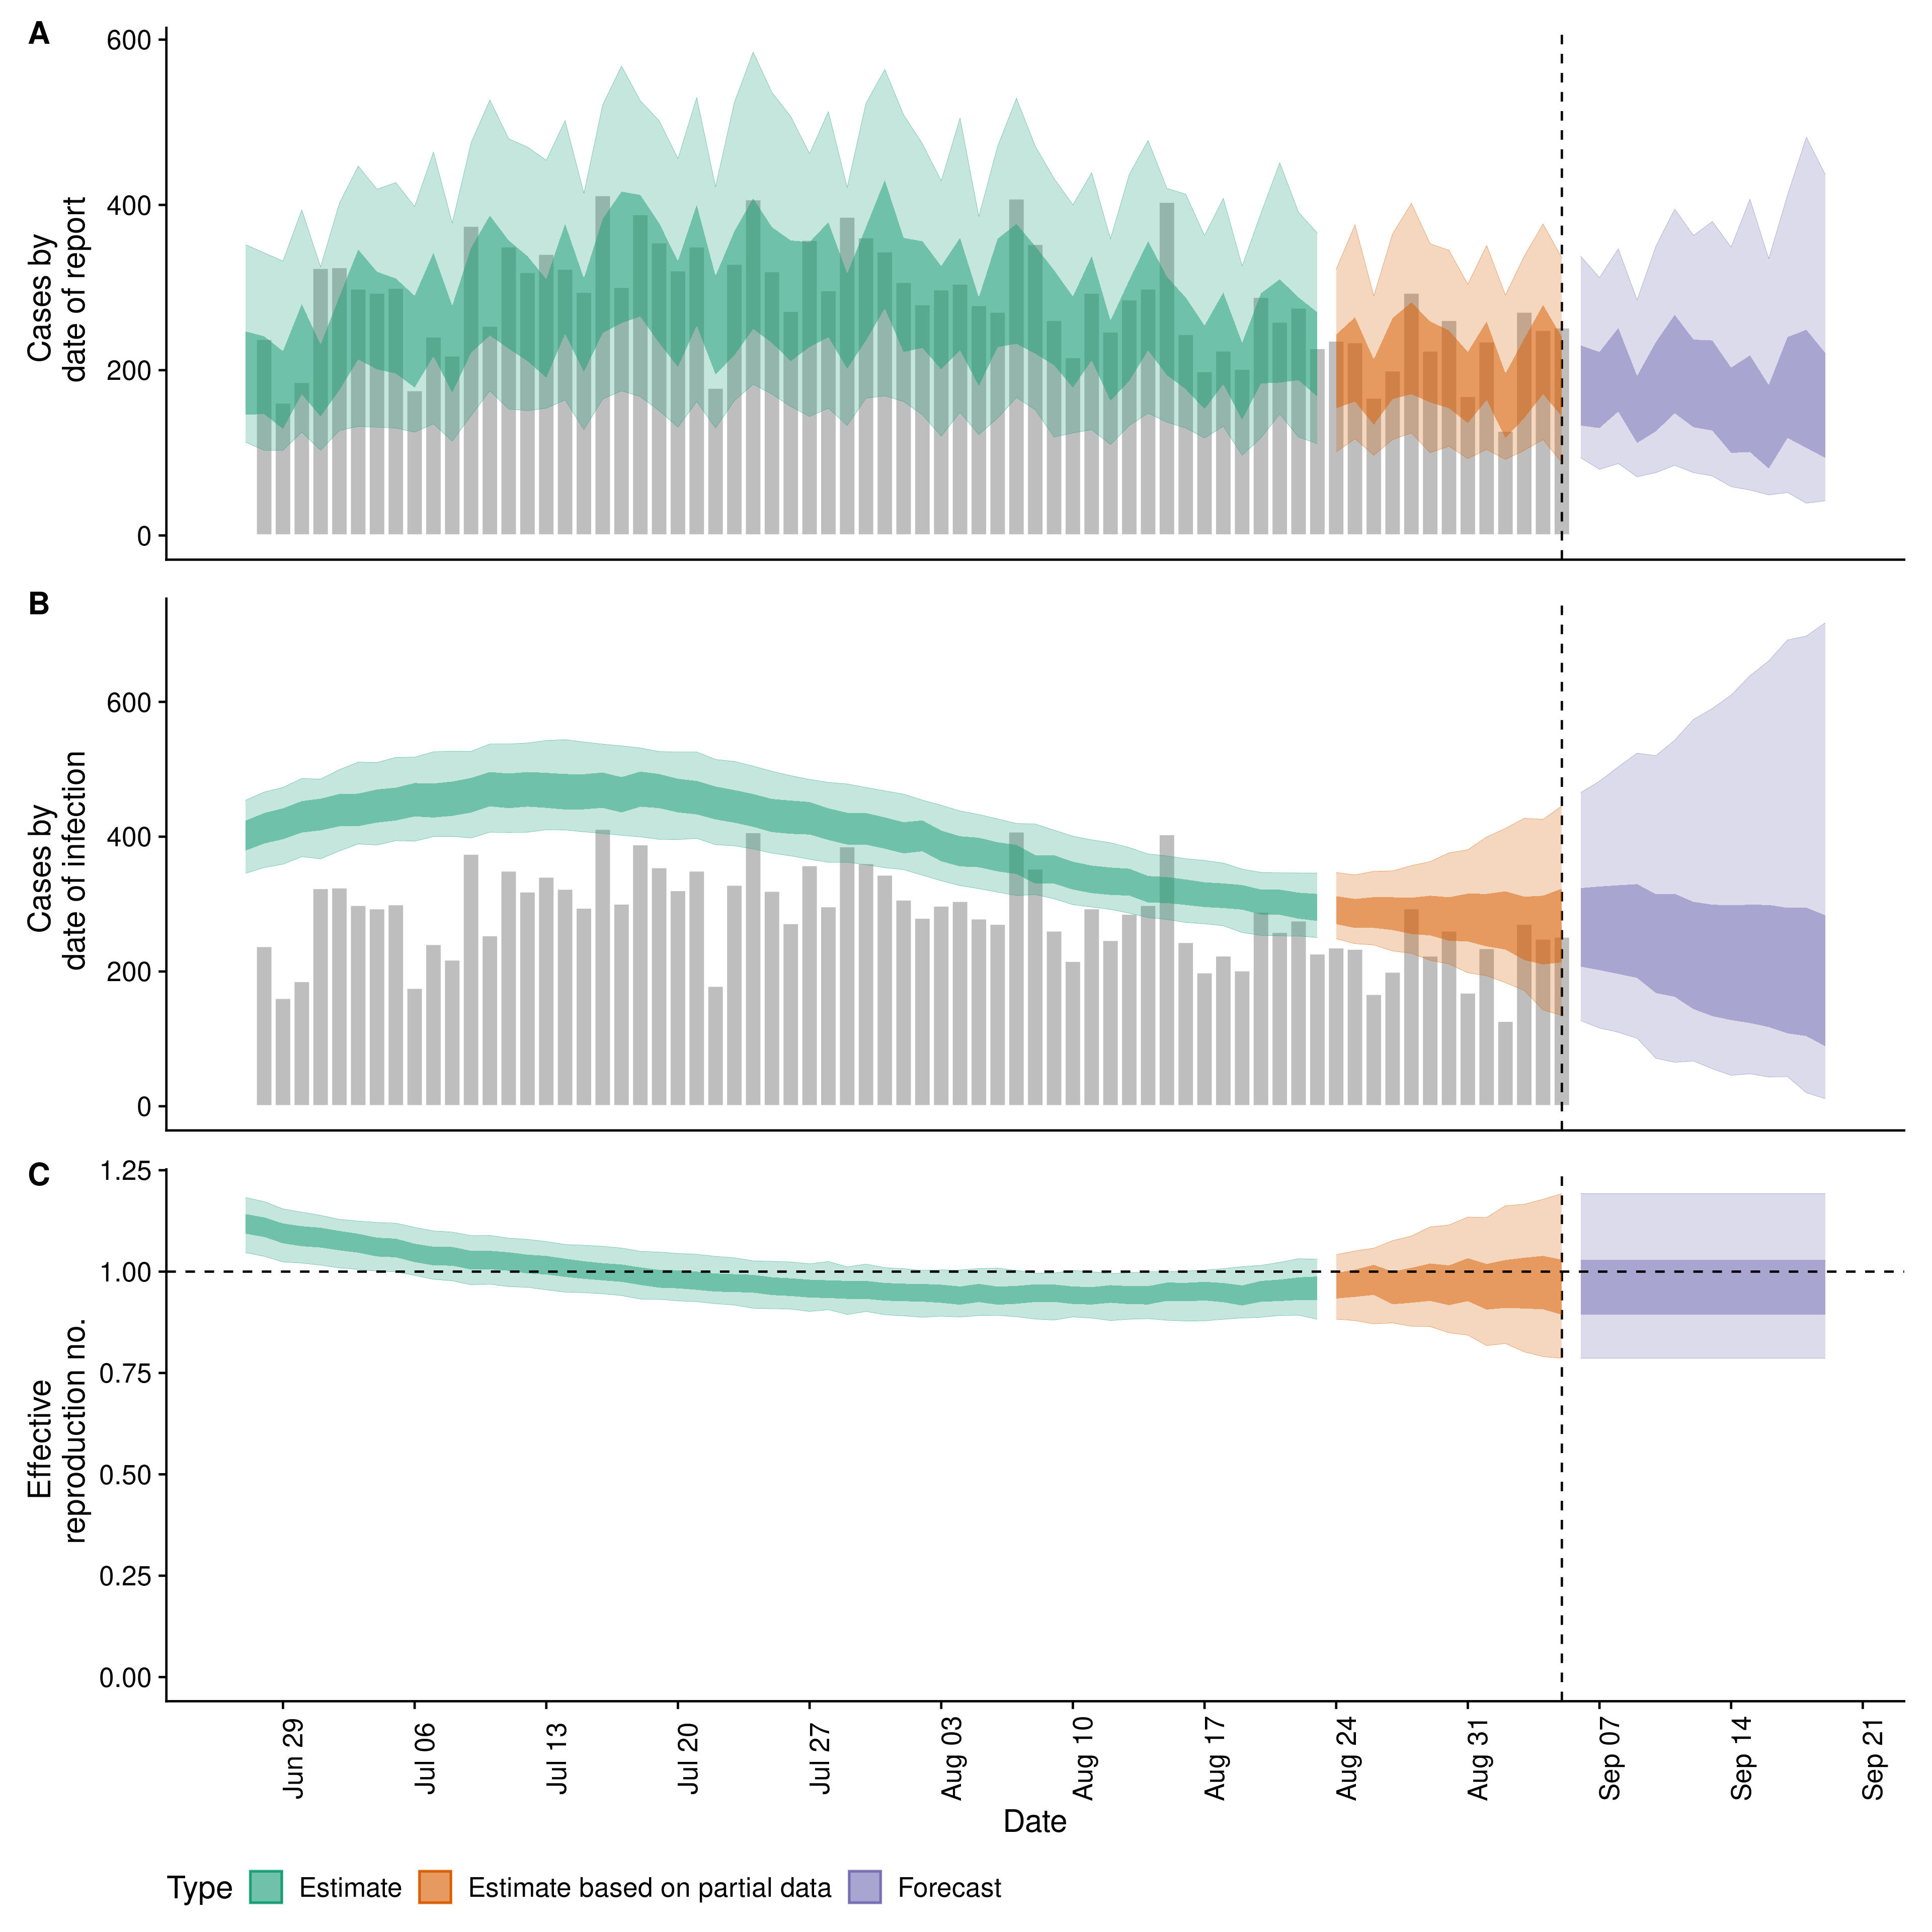 A
600
400
200
0
Cases by
date of report
B
600
400
200
0
Cases by
date of infection
C
1.25
1.00
0.75
0.50
0.25
0.00
Effective
reproduction no.
Jun 29
Jul 06
Jul 13
Jul 20
Jul 27
Aug 03
Aug 10
Aug 17
Aug 24
Aug 31
Sep 07
Sep 14
Sep 21
Date
Type Estimate Estimate based on partial data Forecast